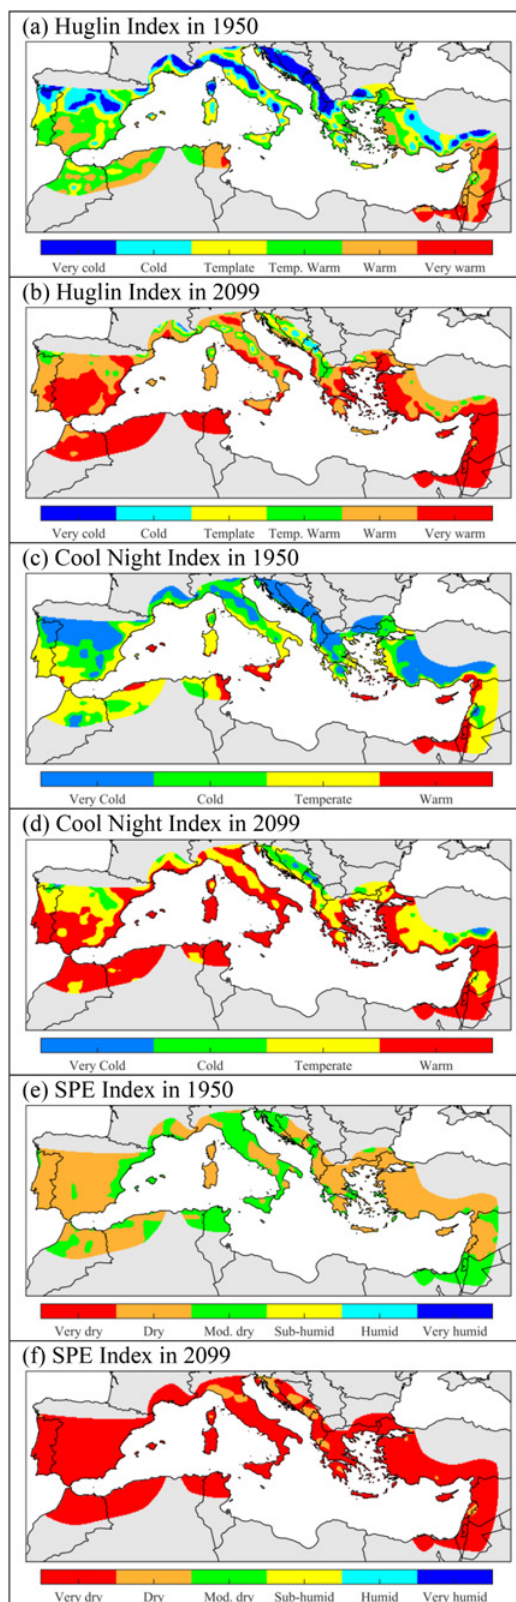 (a) Huglin Index in 1950
Very cold Cold Template Temp. Warm Warm Very warm
(b) Huglin Index in 2099
Very cold Cold Template Temp. Warm Warm Very warm
(c) Cool Night Index in 1950
Very Cold Cold Temperate Warm
(d) Cool Night Index in 2099
Very Cold Cold Temperate Warm
(e) SPE Index in 1950
Very dry Dry Mod. dry Sub-humid Humid Very humid
(f) SPE Index in 2099
Very dry Dry Mod. dry Sub-humid Humid Very humid